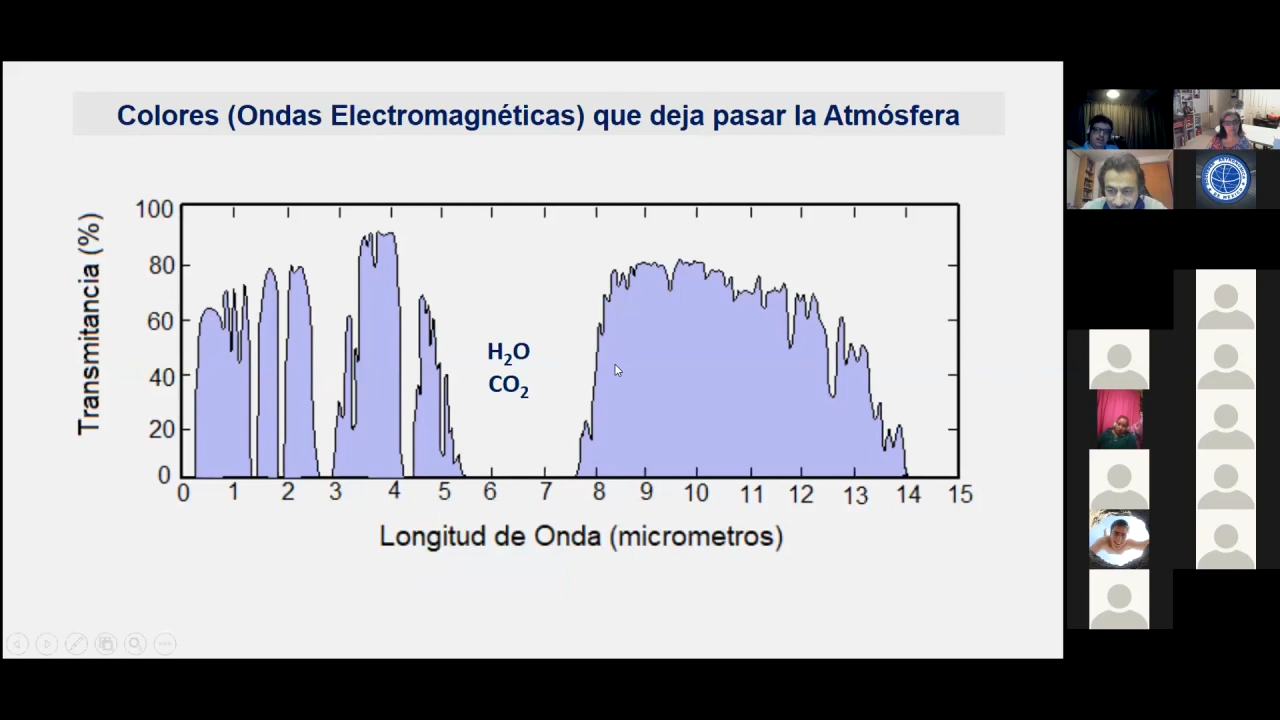 Colores (Ondas Electromagnéticas) que deja pasar la Atmósfera
Transmitancia (%)
100
80
60
40
20
0
H₂O
CO₂
0 1 2 3 4 5 6 7 8 9 10 11 12 13 14 15
Longitud de Onda (micrometros)